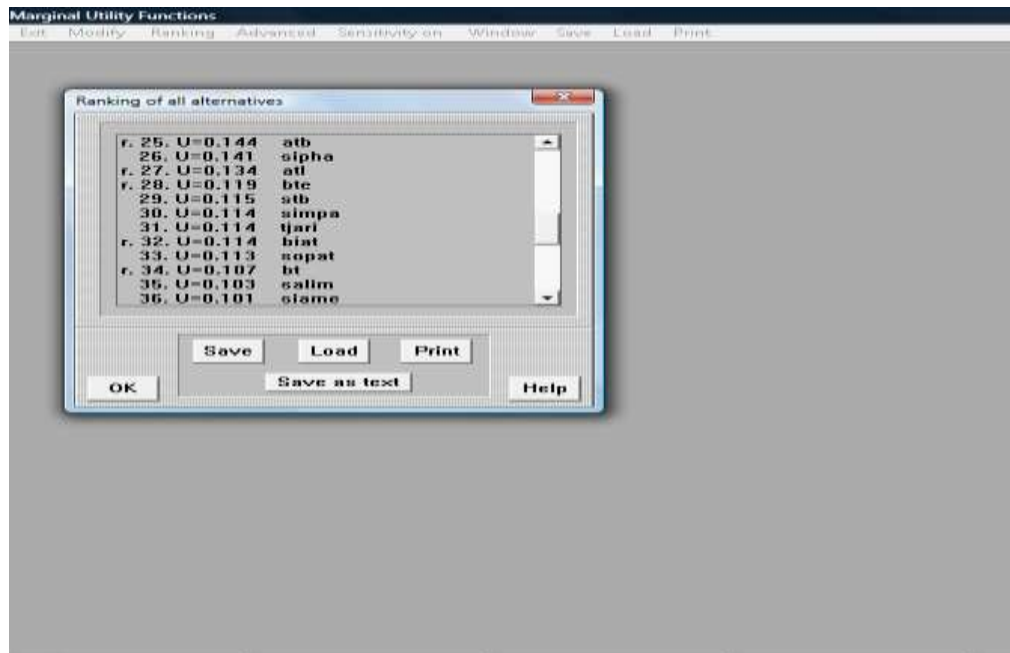 Marginal Utility Functions
Exit Modify Ranking Advanced Sensitivity on Window Save Load Print
Ranking of all alternatives
r. 25. U=0.144 atb
26. U=0.141 sipha
r. 27. U=0.134 atl
r. 28. U=0.119 bte
29. U=0.115 stb
30. U=0.114 simpa
31. U=0.114 tjari
r. 32. U=0.114 biat
33. U=0.113 sopat
r. 34. U=0.107 bt
35. U=0.103 salim
36. U=0.101 siame
Save Load Print
Save as text
OK Help